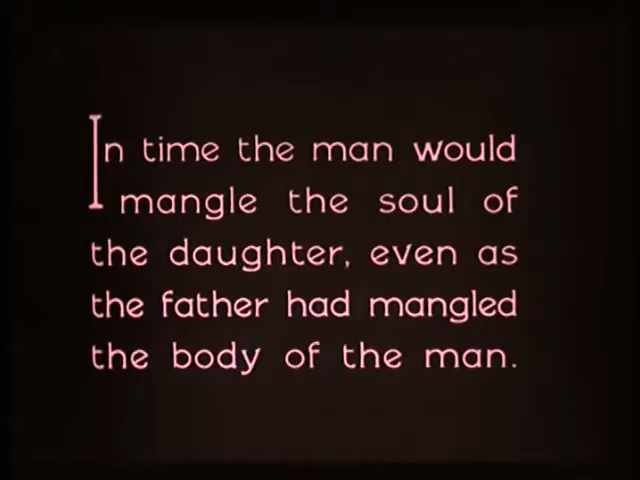 In time the man would
mangle the soul of
the daughter, even as
the father had mangled
the body of the man.